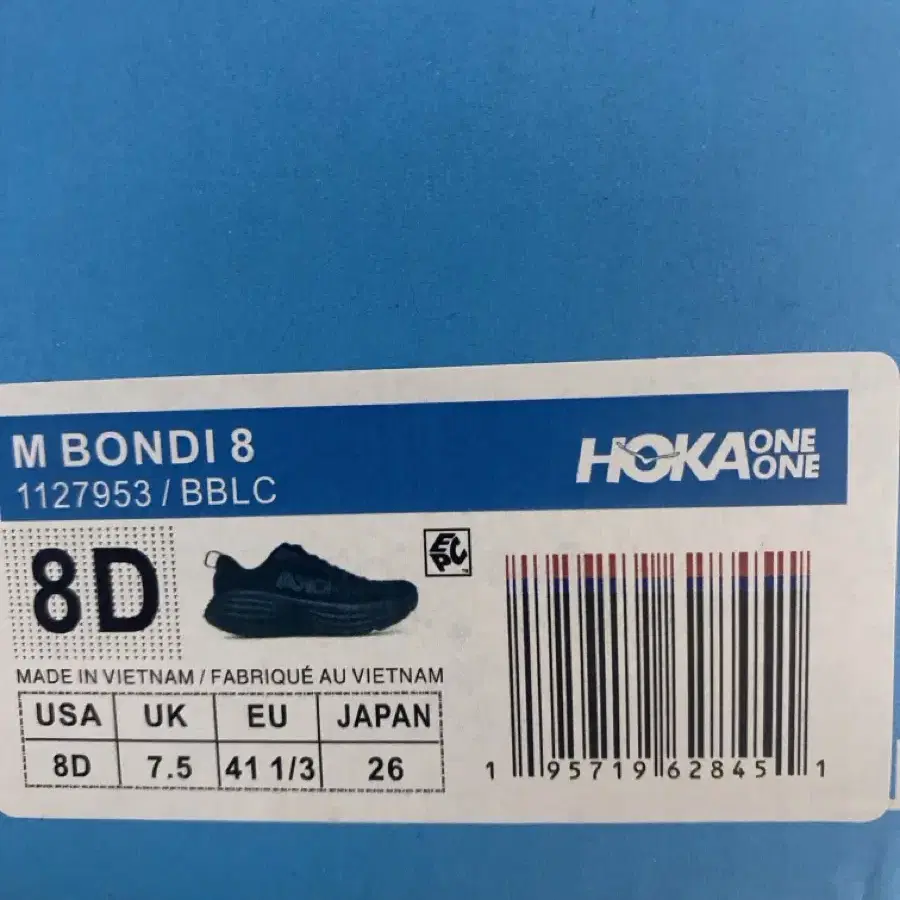 M BONDI 8
1127953 / BBLC
HOKA ONE ONE
8D
EPC
MADE IN VIETNAM / FABRIQUÉ AU VIETNAM
USA UK EU JAPAN
8D 7.5 41 1/3 26
1 95719 62845 1